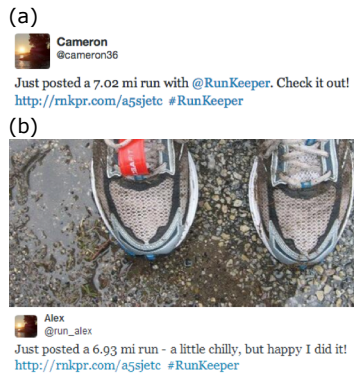 (a)
Cameron
@cameron36
Just posted a 7.02 mi run with @RunKeeper. Check it out!
http://rnkpr.com/a5sjetc #RunKeeper
(b)
Alex
@run_alex
Just posted a 6.93 mi run - a little chilly, but happy I did it!
http://rnkpr.com/a5sjetc #RunKeeper